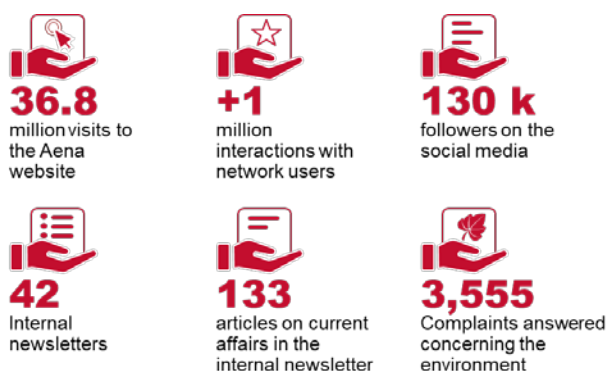 36.8
million visits to
the Aena
website
+1
million
interactions with
network users
130 k
followers on the
social media
42
Internal
newsletters
133
articles on current
affairs in the
internal newsletter
3,555
Complaints answered
concerning the
environment